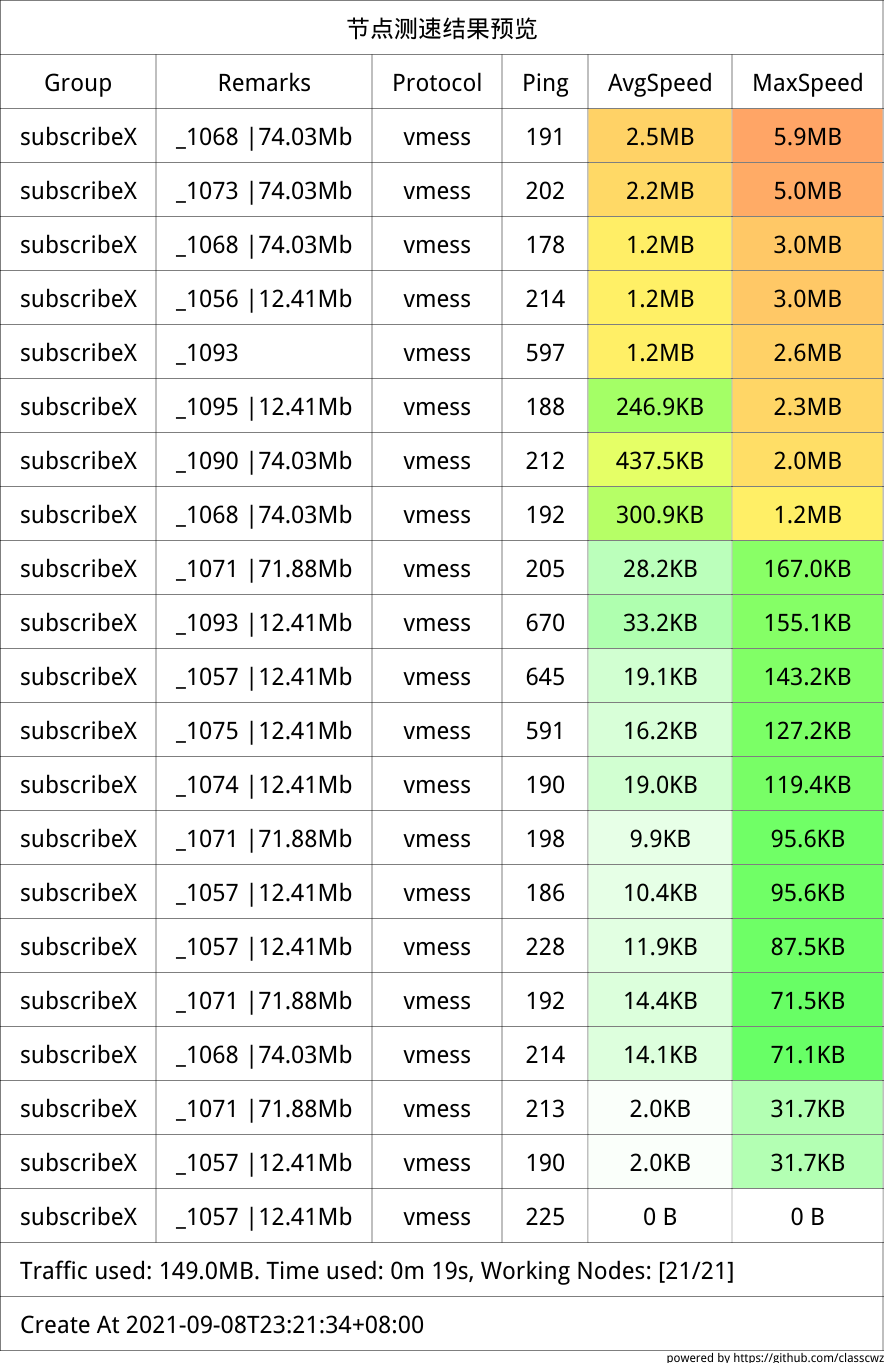 节点测速结果预览
Group Remarks Protocol Ping AvgSpeed MaxSpeed
subscribeX _1068 |74.03Mb vmess 191 2.5MB 5.9MB
subscribeX _1073 |74.03Mb vmess 202 2.2MB 5.0MB
subscribeX _1068 |74.03Mb vmess 178 1.2MB 3.0MB
subscribeX _1056 |12.41Mb vmess 214 1.2MB 3.0MB
subscribeX _1093 vmess 597 1.2MB 2.6MB
subscribeX _1095 |12.41Mb vmess 188 246.9KB 2.3MB
subscribeX _1090 |74.03Mb vmess 212 437.5KB 2.0MB
subscribeX _1068 |74.03Mb vmess 192 300.9KB 1.2MB
subscribeX _1071 |71.88Mb vmess 205 28.2KB 167.0KB
subscribeX _1093 |12.41Mb vmess 670 33.2KB 155.1KB
subscribeX _1057 |12.41Mb vmess 645 19.1KB 143.2KB
subscribeX _1075 |12.41Mb vmess 591 16.2KB 127.2KB
subscribeX _1074 |12.41Mb vmess 190 19.0KB 119.4KB
subscribeX _1071 |71.88Mb vmess 198 9.9KB 95.6KB
subscribeX _1057 |12.41Mb vmess 186 10.4KB 95.6KB
subscribeX _1057 |12.41Mb vmess 228 11.9KB 87.5KB
subscribeX _1071 |71.88Mb vmess 192 14.4KB 71.5KB
subscribeX _1068 |74.03Mb vmess 214 14.1KB 71.1KB
subscribeX _1071 |71.88Mb vmess 213 2.0KB 31.7KB
subscribeX _1057 |12.41Mb vmess 190 2.0KB 31.7KB
subscribeX _1057 |12.41Mb vmess 225 0 B 0 B
Traffic used: 149.0MB. Time used: 0m 19s, Working Nodes: [21/21]
Create At 2021-09-08T23:21:34+08:00
powered by https://github.com/classcwz